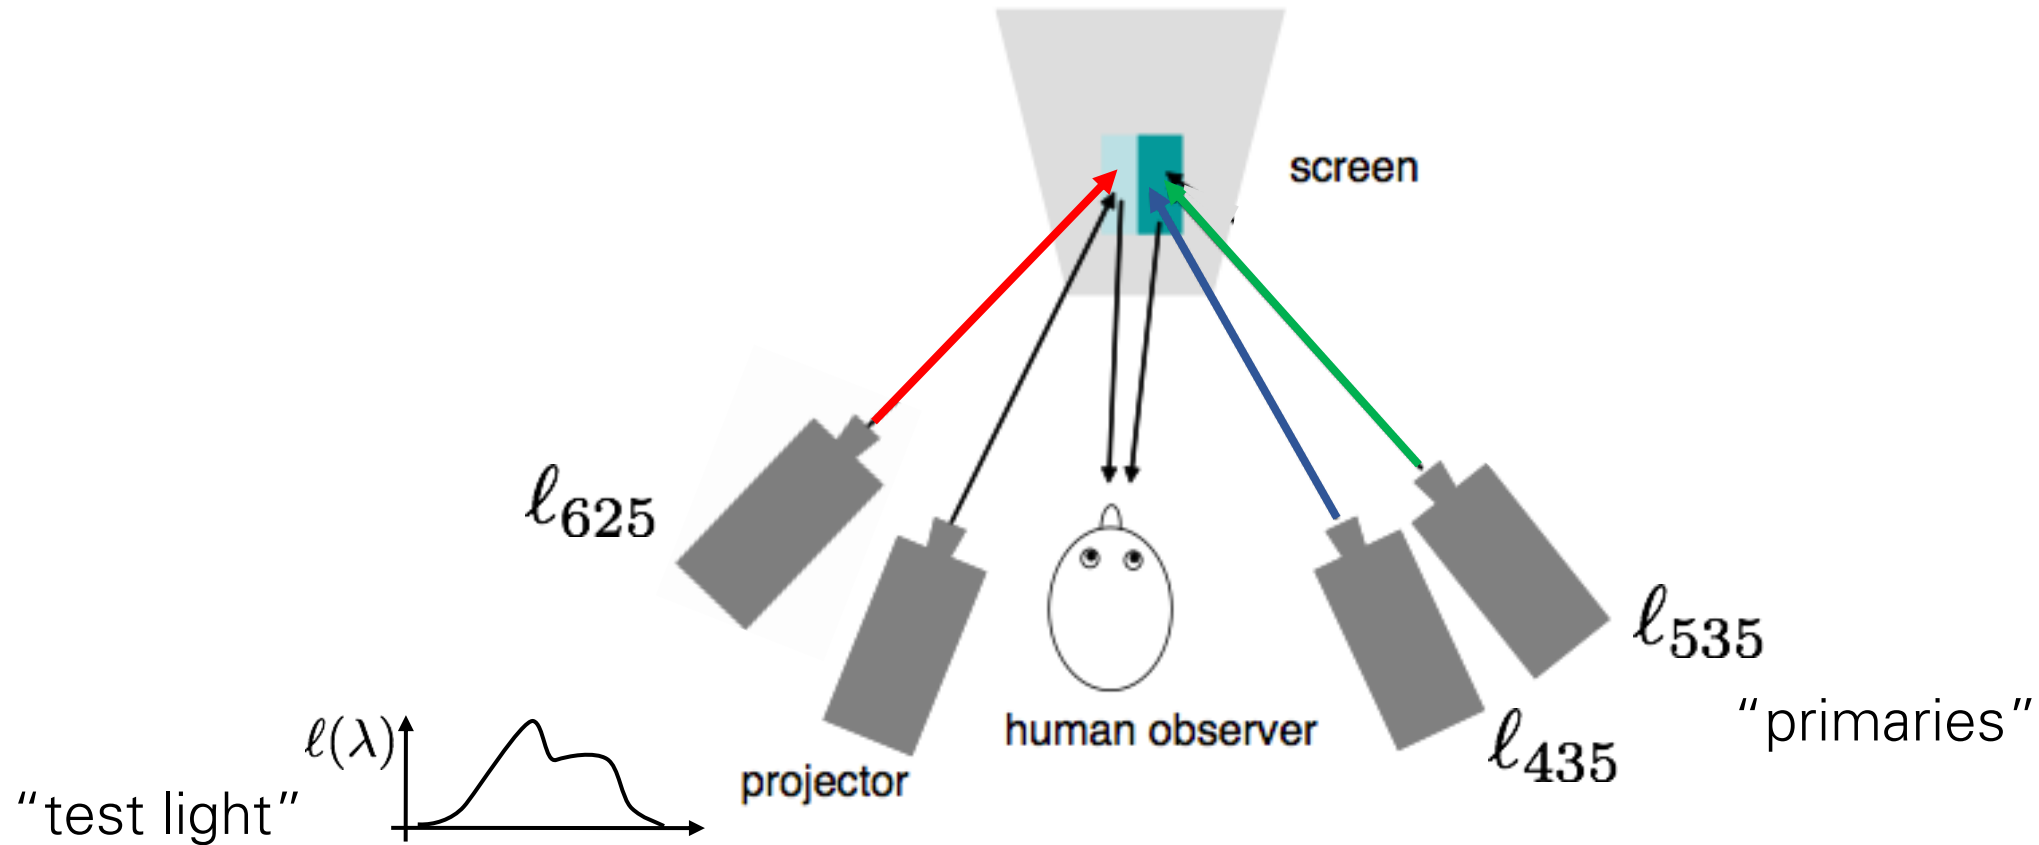 screen
ℓ625
ℓ535
“primaries”
human observer
ℓ435
ℓ(λ)
projector
“test light”